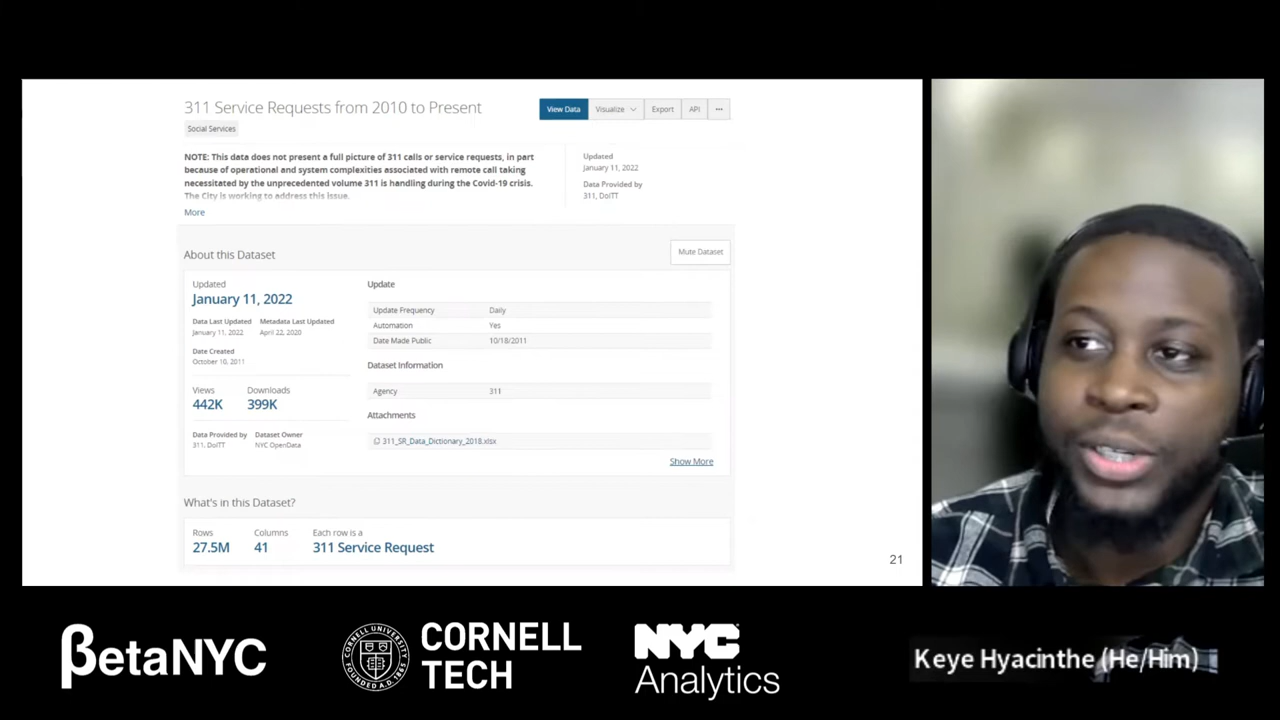 311 Service Requests from 2010 to Present
View Data
Visualize
Export
API
Social Services
NOTE: This data does not present a full picture of 311 calls or service requests, in part
because of operational and system complexities associated with remote call taking
necessitated by the unprecedented volume 311 is handling during the Covid-19 crisis.
The City is working to address this issue.
More
Updated
January 11, 2022
Data Provided by
311, DoITT
About this Dataset
Mute Dataset
Updated
January 11, 2022
Data Last Updated Metadata Last Updated
January 11, 2022 April 22, 2020
Date Created
October 10, 2011
Views Downloads
442K 399K
Data Provided by Dataset Owner
311, DoITT NYC OpenData
Update
Update Frequency Daily
Automation Yes
Date Made Public 10/18/2011
Dataset Information
Agency 311
Attachments
311_SR_Data_Dictionary_2018.xlsx
Show More
What's in this Dataset?
Rows Columns Each row is a
27.5M 41 311 Service Request
21
βetaNYC
CORNELL UNIVERSITY
FOUNDED A.D. 1865
CORNELL
TECH
NYC
Analytics
Keye Hyacinthe (He/Him)